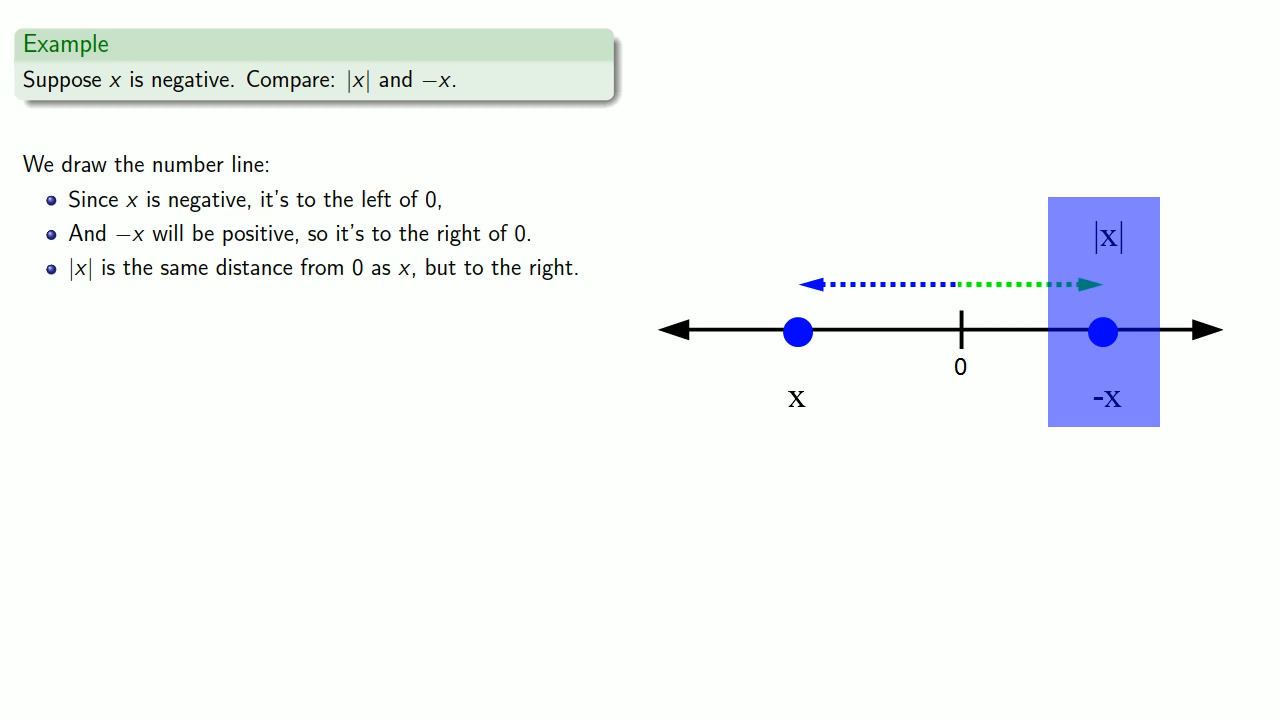 Example
Suppose x is negative. Compare: |x| and −x.
We draw the number line:
Since x is negative, it's to the left of 0,
And −x will be positive, so it's to the right of 0.
|x| is the same distance from 0 as x, but to the right.
|x|
0
x
-x